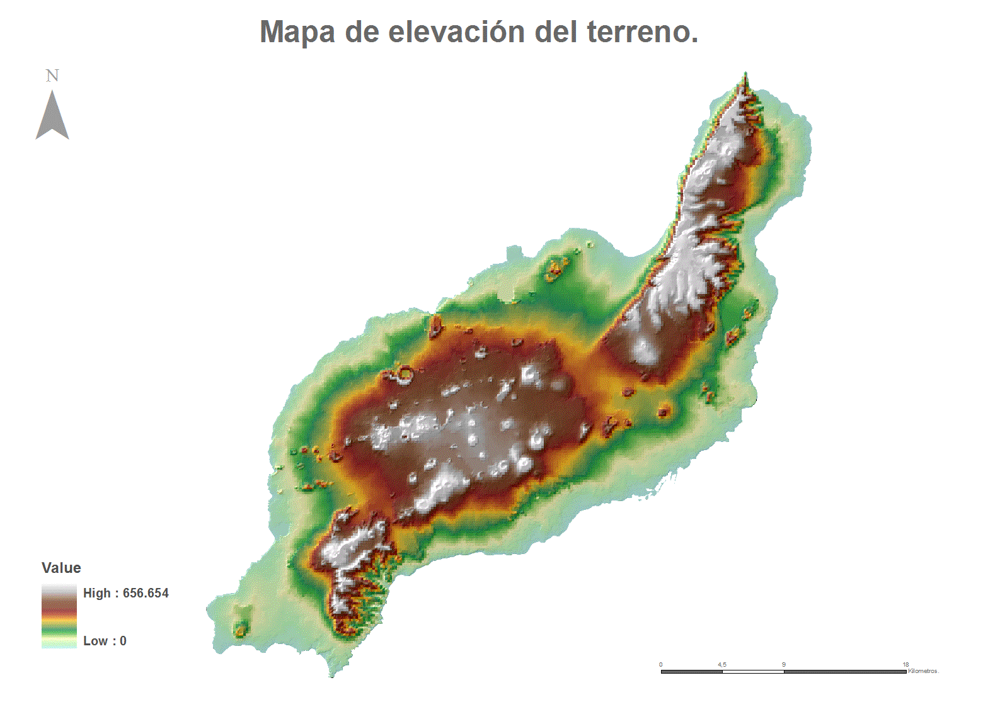 Mapa de elevación del terreno.
N
Value
High : 656.654
Low : 0
0 4,5 9 18
Kilometros.